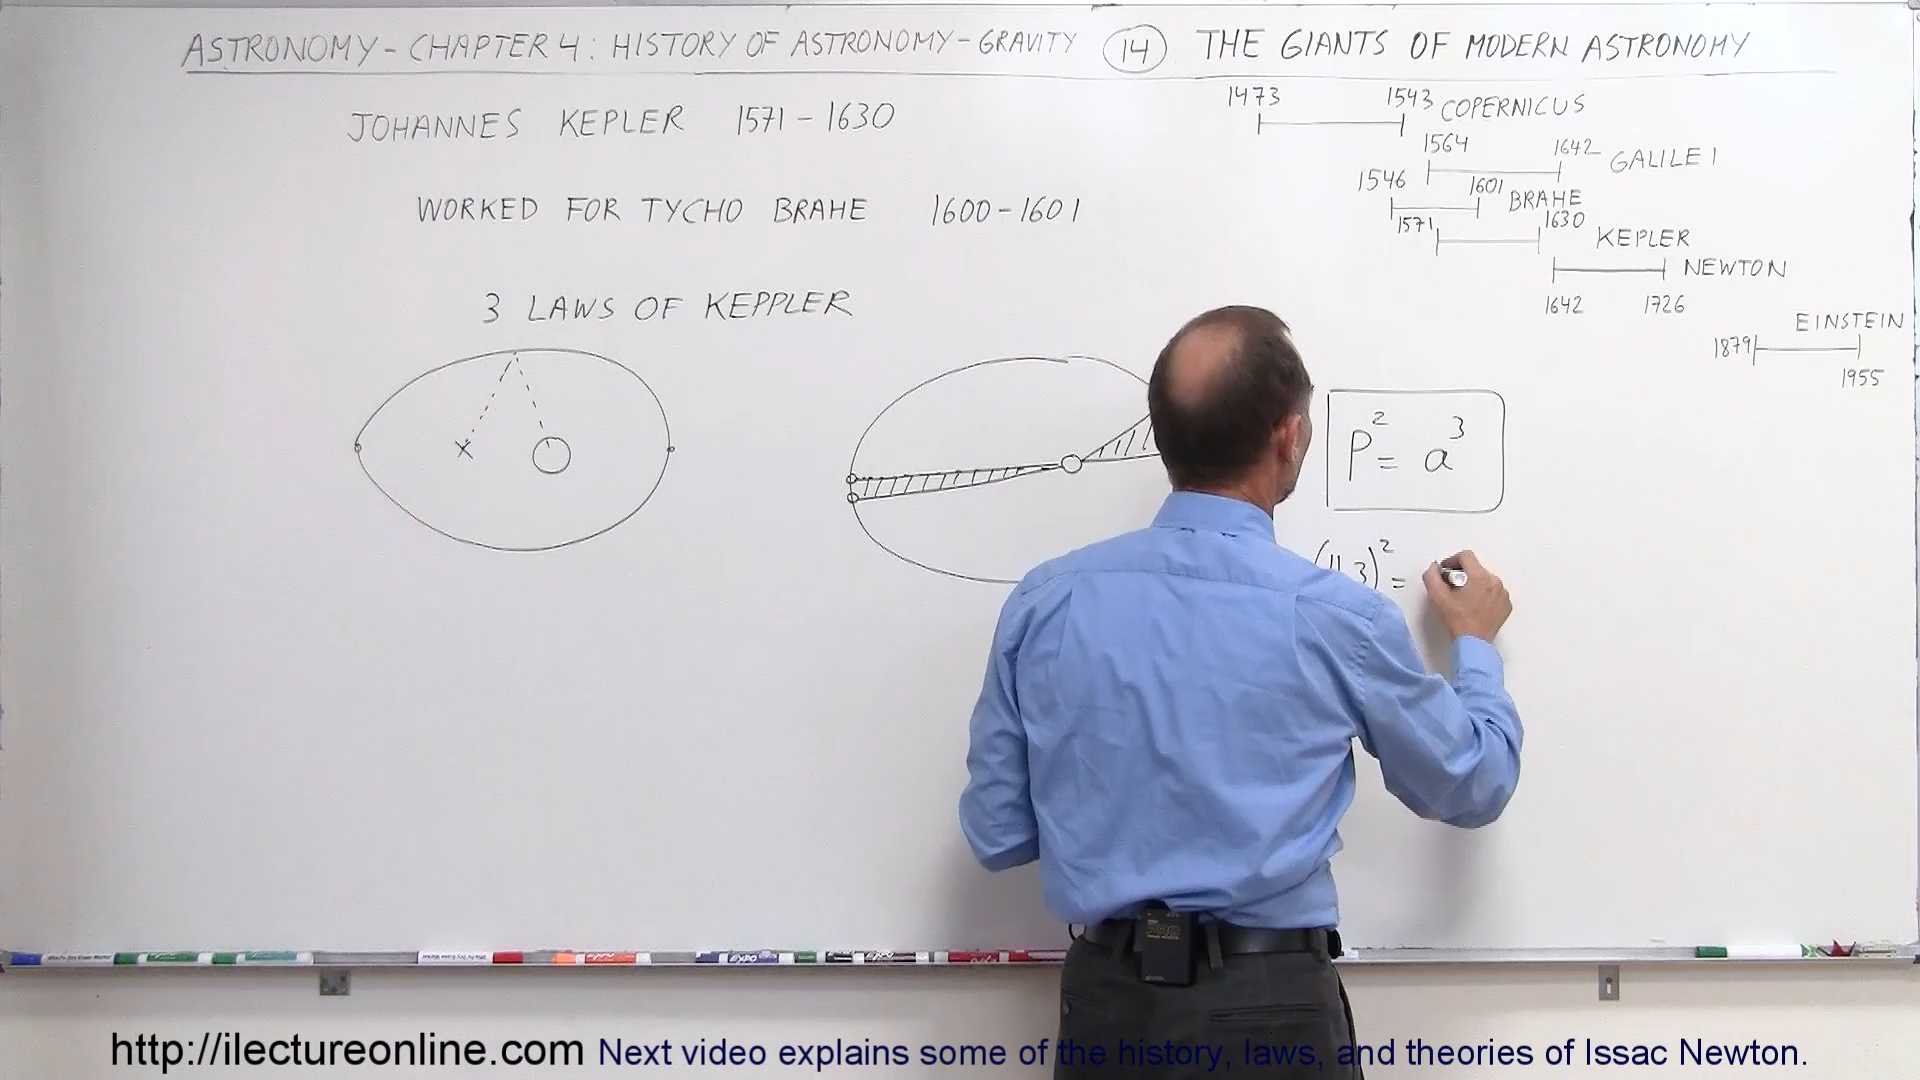 ASTRONOMY - CHAPTER 4: HISTORY OF ASTRONOMY - GRAVITY 14 THE GIANTS OF MODERN ASTRONOMY
JOHANNES KEPLER 1571 - 1630
WORKED FOR TYCHO BRAHE 1600 - 1601
3 LAWS OF KEPPLER
1473 1543 COPERNICUS
1564 1642 GALILEI
1546 1601 BRAHE
1571 1630 KEPLER
NEWTON
1642 1726
EINSTEIN
1879
1955
P² = a³
(11.3)² =
EXPO
EXPO
http://ilectureonline.com Next video explains some of the history, laws, and theories of Issac Newton.